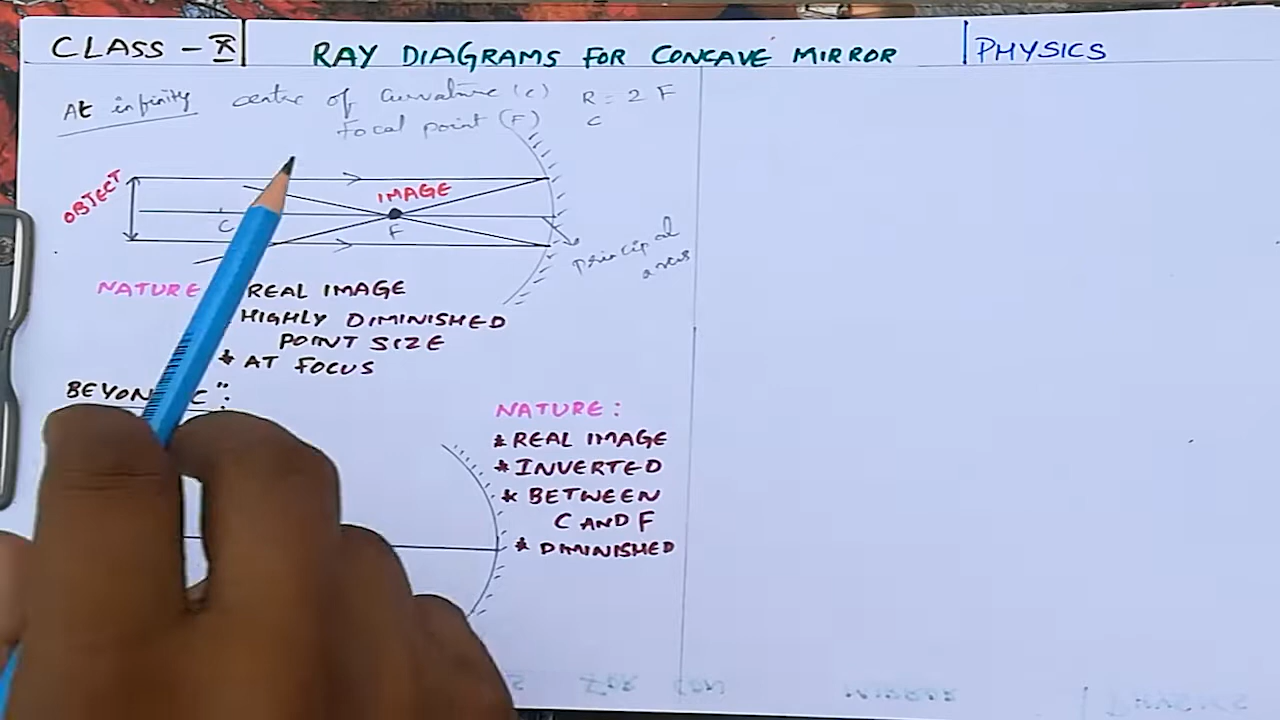 CLASS - X
RAY DIAGRAMS FOR CONCAVE MIRROR
PHYSICS
At infinity
centre of curvature (c) R = 2 F
Focal point (F) C
OBJECT
IMAGE
C
F
principal
NATURE
REAL IMAGE
HIGHLY DIMINISHED
POINT SIZE
* AT FOCUS
C":
NATURE:
* REAL IMAGE
* INVERTED
* BETWEEN
C AND F
* DIMINISHED